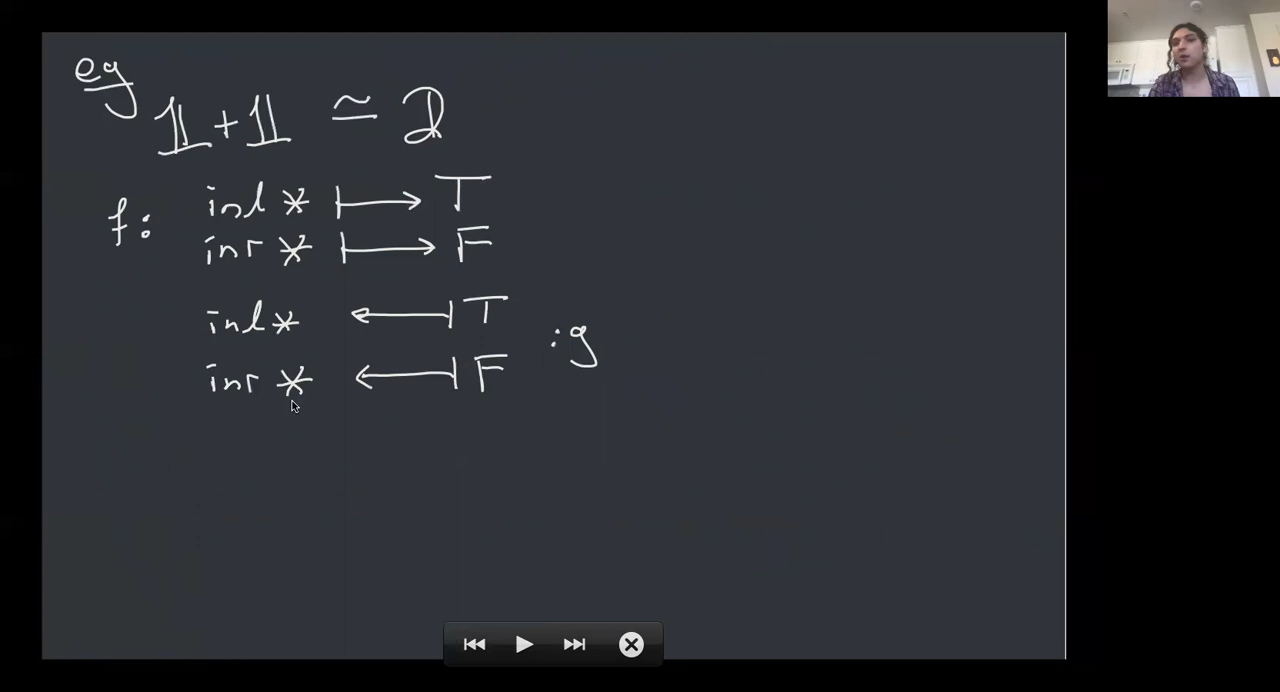 eg
𝟙+𝟙 ≃ 𝟚
f: inl * ⟼ T
inr * ⟼ F
inl * ⟻ T
inr * ⟻ F
:g